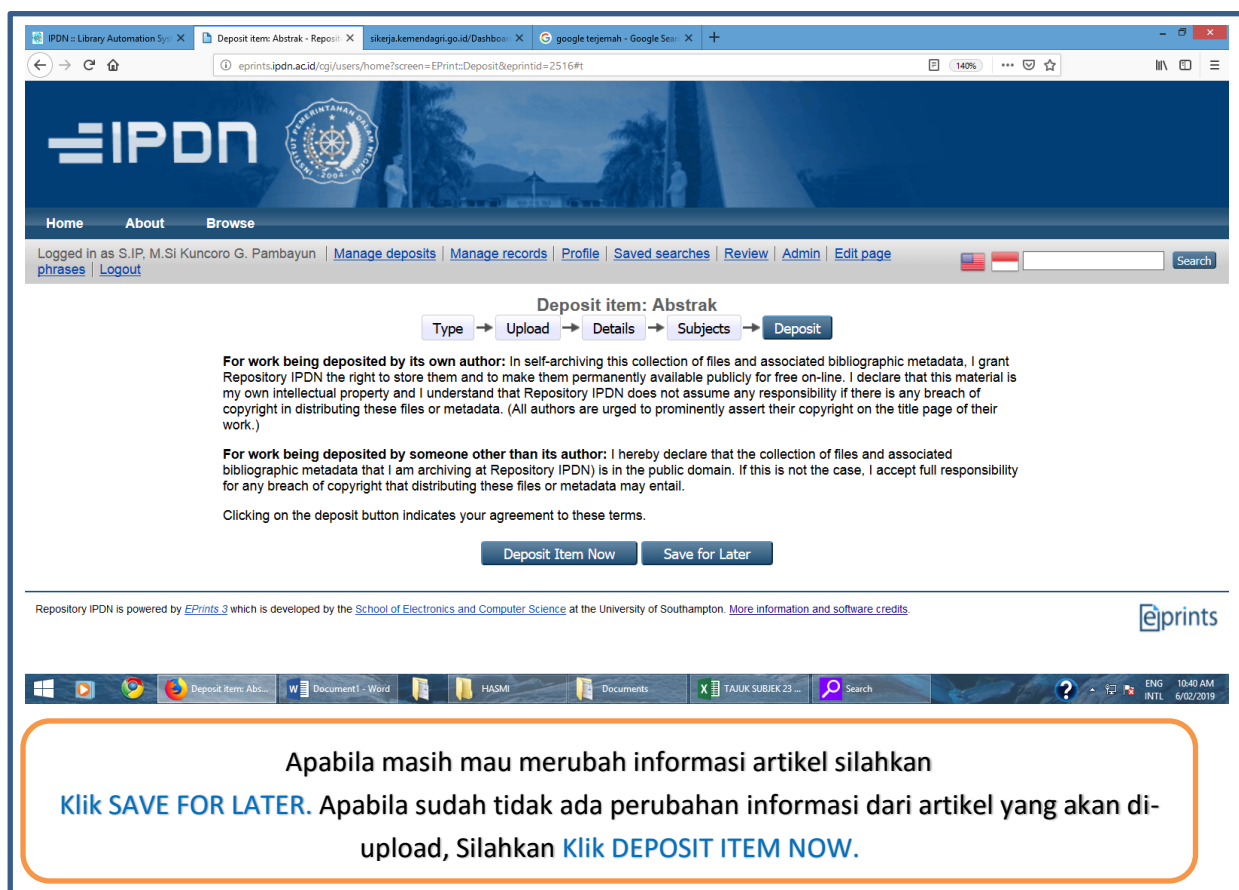 IPDN :: Library Automation Sys
Deposit item: Abstrak - Reposit
sikerja.kemendagri.go.id/Dashboa
google terjemah - Google Sear
eprints.ipdn.ac.id/cgi/users/home?screen=EPrint::Deposit&eprintid=2516#t
140%
IPDN
INSTITUT PEMERINTAHAN DALAM NEGERI
2004
Home About Browse
Logged in as S.IP, M.Si Kuncoro G. Pambayun | Manage deposits | Manage records | Profile | Saved searches | Review | Admin | Edit page
phrases | Logout
Search
Deposit item: Abstrak
Type → Upload → Details → Subjects → Deposit
For work being deposited by its own author: In self-archiving this collection of files and associated bibliographic metadata, I grant
Repository IPDN the right to store them and to make them permanently available publicly for free on-line. I declare that this material is
my own intellectual property and I understand that Repository IPDN does not assume any responsibility if there is any breach of
copyright in distributing these files or metadata. (All authors are urged to prominently assert their copyright on the title page of their
work.)
For work being deposited by someone other than its author: I hereby declare that the collection of files and associated
bibliographic metadata that I am archiving at Repository IPDN) is in the public domain. If this is not the case, I accept full responsibility
for any breach of copyright that distributing these files or metadata may entail.
Clicking on the deposit button indicates your agreement to these terms.
Deposit Item Now Save for Later
Repository IPDN is powered by EPrints 3 which is developed by the School of Electronics and Computer Science at the University of Southampton. More information and software credits.
eprints
Deposit item: Abs...
Document1 - Word
HASMI
Documents
TAJUK SUBJEK 23 ...
Search
ENG 10:40 AM
INTL 6/02/2019
Apabila masih mau merubah informasi artikel silahkan
Klik SAVE FOR LATER. Apabila sudah tidak ada perubahan informasi dari artikel yang akan di-
upload, Silahkan Klik DEPOSIT ITEM NOW.